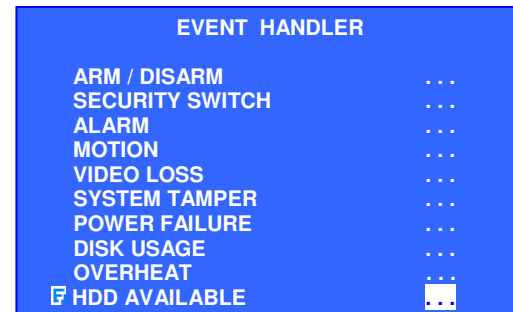 EVENT HANDLER
ARM / DISARM ...
SECURITY SWITCH ...
ALARM ...
MOTION ...
VIDEO LOSS ...
SYSTEM TAMPER ...
POWER FAILURE ...
DISK USAGE ...
OVERHEAT ...
F HDD AVAILABLE ...